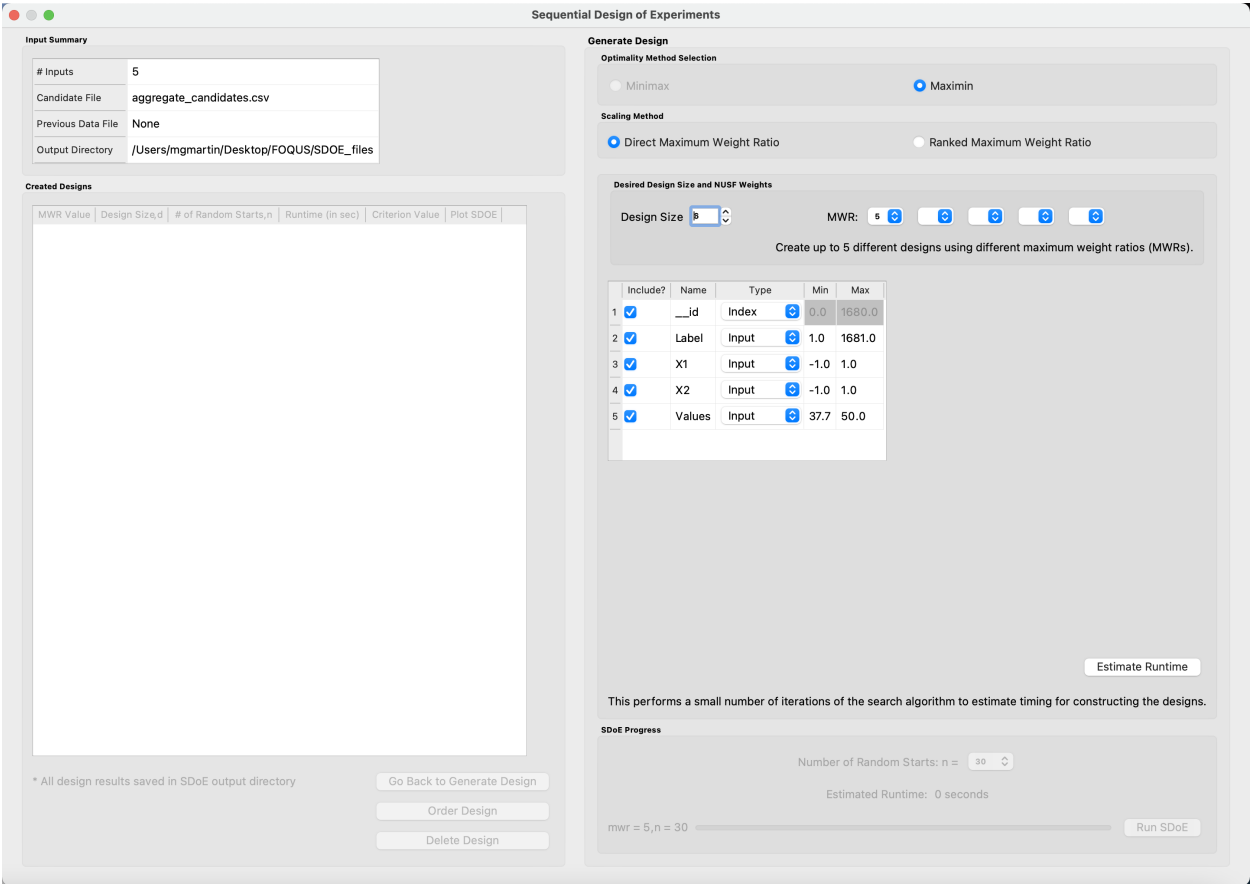 Sequential Design of Experiments
Input Summary
# Inputs 5
Candidate File aggregate_candidates.csv
Previous Data File None
Output Directory /Users/mgmartin/Desktop/FOQUS/SDOE_files
Created Designs
MWR Value Design Size,d # of Random Starts,n Runtime (in sec) Criterion Value Plot SDOE
* All design results saved in SDoE output directory
Go Back to Generate Design
Order Design
Delete Design
Generate Design
Optimality Method Selection
Minimax Maximin
Scaling Method
Direct Maximum Weight Ratio Ranked Maximum Weight Ratio
Desired Design Size and NUSF Weights
Design Size MWR: 5
Create up to 5 different designs using different maximum weight ratios (MWRs).
Include? Name Type Min Max
1 __id Index 0.0 1680.0
2 Label Input 1.0 1681.0
3 X1 Input -1.0 1.0
4 X2 Input -1.0 1.0
5 Values Input 37.7 50.0
Estimate Runtime
This performs a small number of iterations of the search algorithm to estimate timing for constructing the designs.
SDoE Progress
Number of Random Starts: n = 30
Estimated Runtime: 0 seconds
mwr = 5,n = 30 Run SDoE